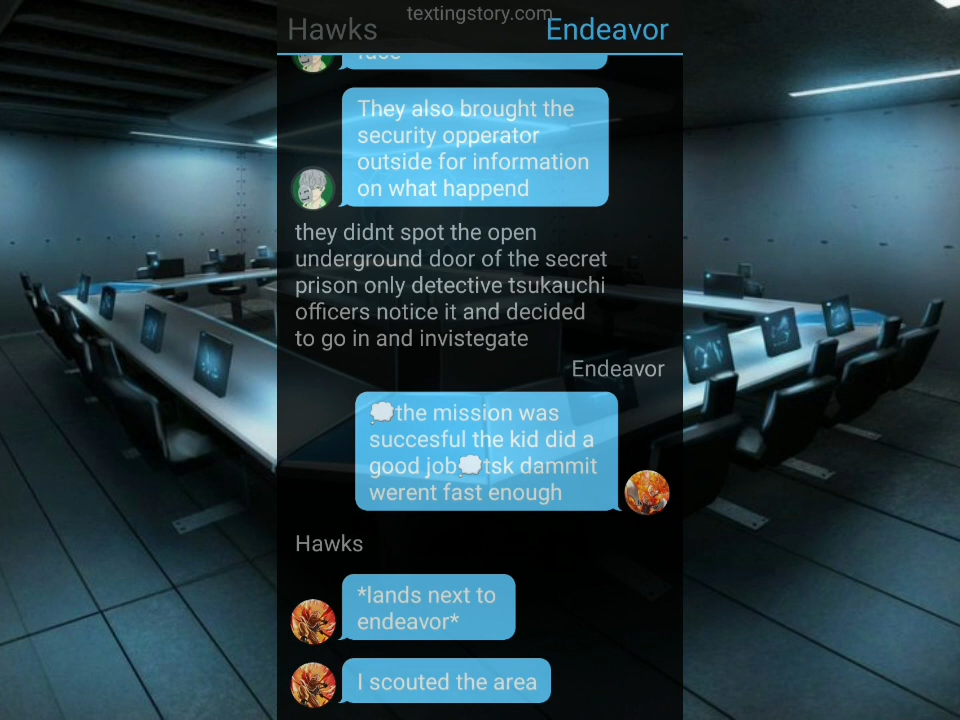 textingstory.com
Hawks
Endeavor
face
They also brought the
security opperator
outside for information
on what happend
they didnt spot the open
underground door of the secret
prison only detective tsukauchi
officers notice it and decided
to go in and invistegate
Endeavor
💭the mission was
succesful the kid did a
good job💭tsk dammit
werent fast enough
Hawks
*lands next to
endeavor*
I scouted the area